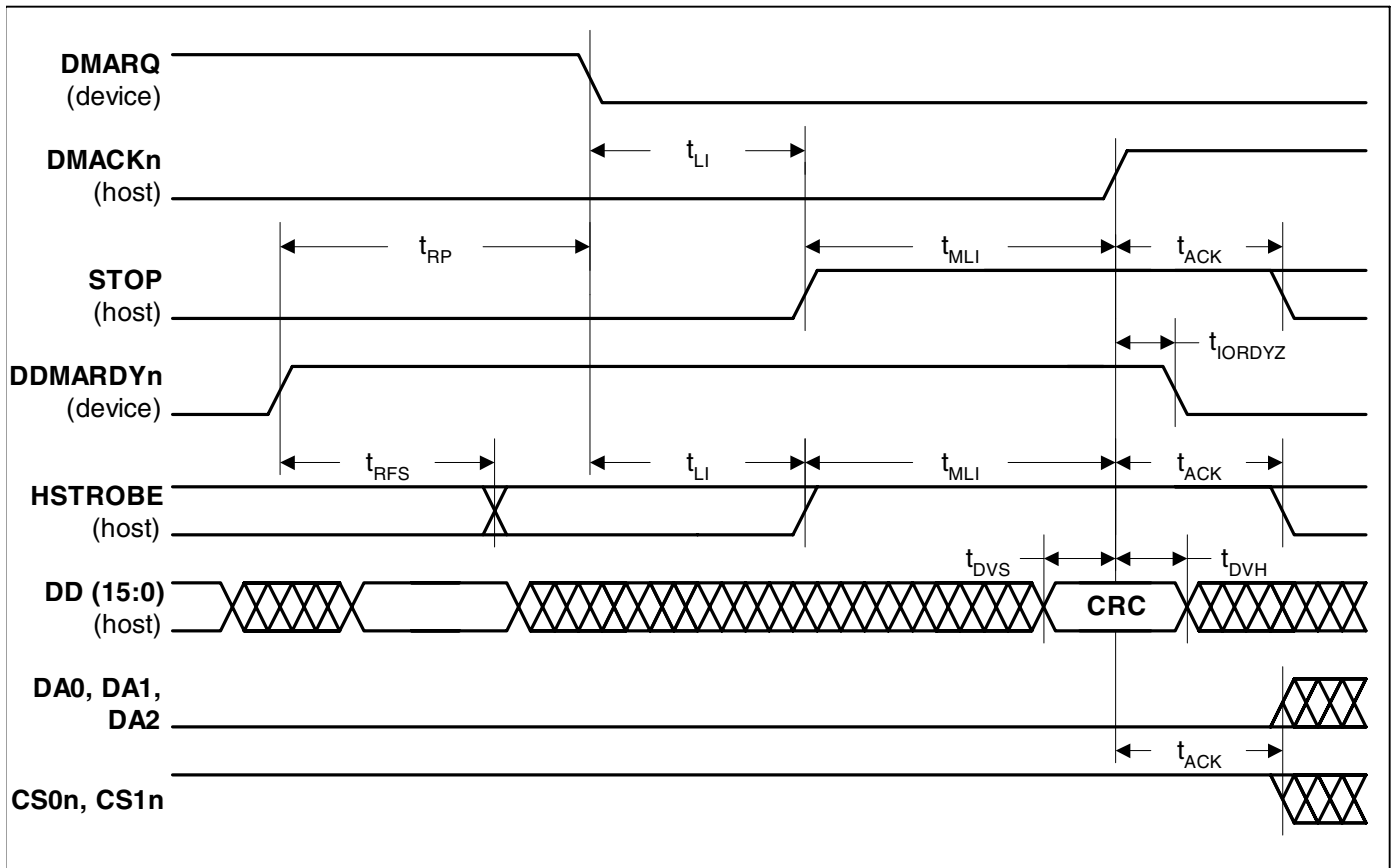 DMARQ
(device)
t_LI
DMACKn
(host)
t_RP
t_MLI
t_ACK
STOP
(host)
t_IORDYZ
DDMARDYn
(device)
t_RFS
t_LI
t_MLI
t_ACK
HSTROBE
(host)
t_DVS
t_DVH
DD (15:0)
(host)
CRC
DA0, DA1,
DA2
t_ACK
CS0n, CS1n